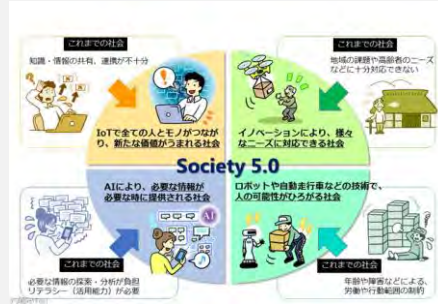 これまでの社会
知識・情報の共有、連携が不十分
IoTで全ての人とモノがつなが
り、新たな価値がうまれる社会
これまでの社会
地域の課題や高齢者のニーズ
などに十分対応できない
イノベーションにより、様々
なニーズに対応できる社会
Society 5.0
AIにより、必要な情報が
必要な時に提供される社会
AI
ロボットや自動走行車などの技術で、
人の可能性がひろがる社会
これまでの社会
必要な情報の探索・分析が負担
リテラシー（活用能力）が必要
これまでの社会
年齢や障害などによる、
労働や行動範囲の制約